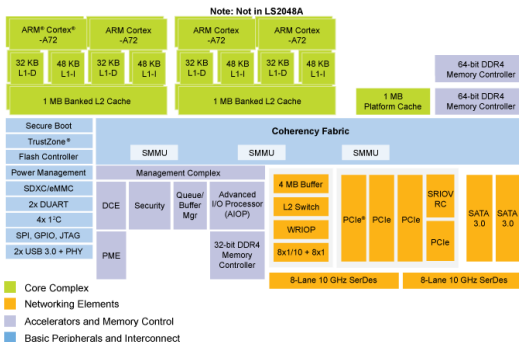 Note: Not in LS2048A
ARM® Cortex®
-A72
ARM Cortex
-A72
ARM Cortex
-A72
ARM Cortex
-A72
32 KB
L1-D
48 KB
L1-I
32 KB
L1-D
48 KB
L1-I
32 KB
L1-D
48 KB
L1-I
32 KB
L1-D
48 KB
L1-I
1 MB Banked L2 Cache
1 MB Banked L2 Cache
1 MB
Platform Cache
64-bit DDR4
Memory Controller
64-bit DDR4
Memory Controller
Secure Boot
TrustZone®
Flash Controller
Power Management
SDXC/eMMC
2x DUART
4x I²C
SPI, GPIO, JTAG
2x USB 3.0 + PHY
Coherency Fabric
SMMU
SMMU
SMMU
Management Complex
DCE
Security
Queue/
Buffer
Mgr
Advanced
I/O Processor
(AIOP)
PME
32-bit DDR4
Memory
Controller
4 MB Buffer
L2 Switch
WRIOP
8x1/10 + 8x1
PCIe®
PCIe
PCIe
SRIOV
RC
PCIe
SATA
3.0
SATA
3.0
8-Lane 10 GHz SerDes
8-Lane 10 GHz SerDes
Core Complex
Networking Elements
Accelerators and Memory Control
Basic Peripherals and Interconnect